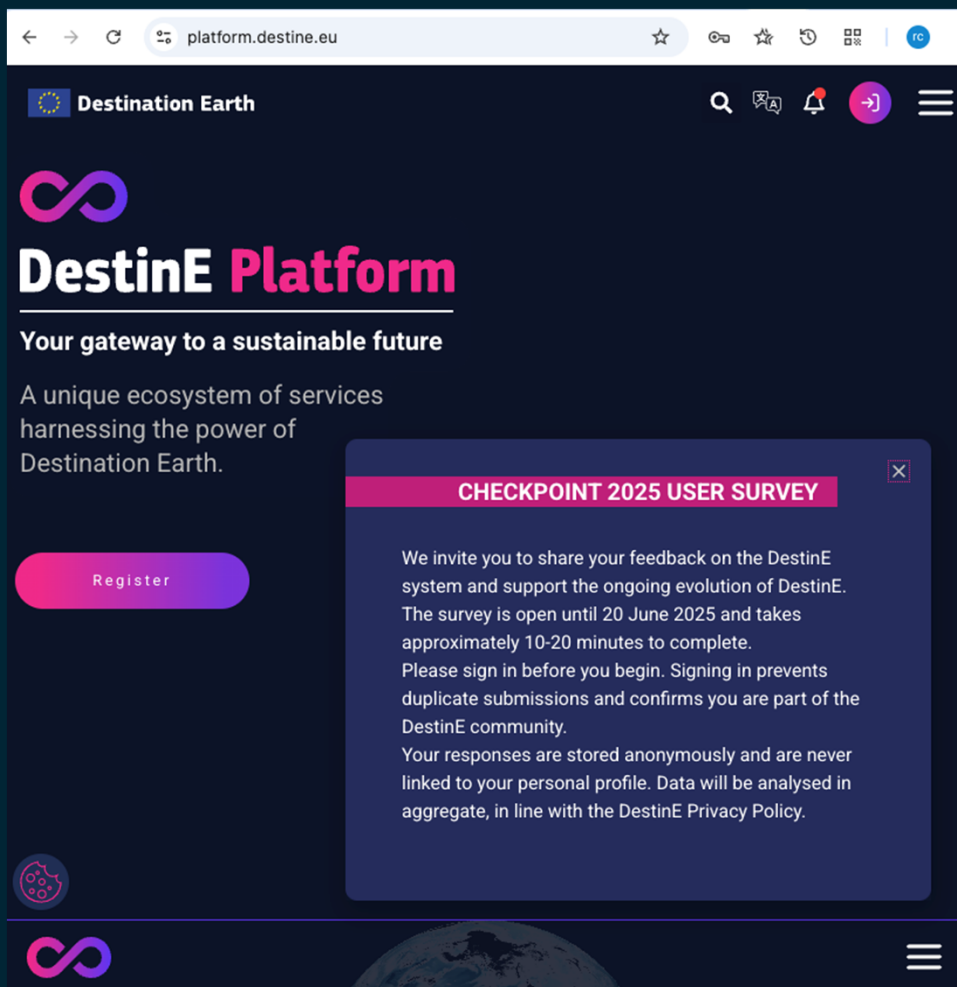 platform.destine.eu
rc
Destination Earth
DestinE Platform
Your gateway to a sustainable future
A unique ecosystem of services
harnessing the power of
Destination Earth.
Register
CHECKPOINT 2025 USER SURVEY
We invite you to share your feedback on the DestinE
system and support the ongoing evolution of DestinE.
The survey is open until 20 June 2025 and takes
approximately 10-20 minutes to complete.
Please sign in before you begin. Signing in prevents
duplicate submissions and confirms you are part of the
DestinE community.
Your responses are stored anonymously and are never
linked to your personal profile. Data will be analysed in
aggregate, in line with the DestinE Privacy Policy.